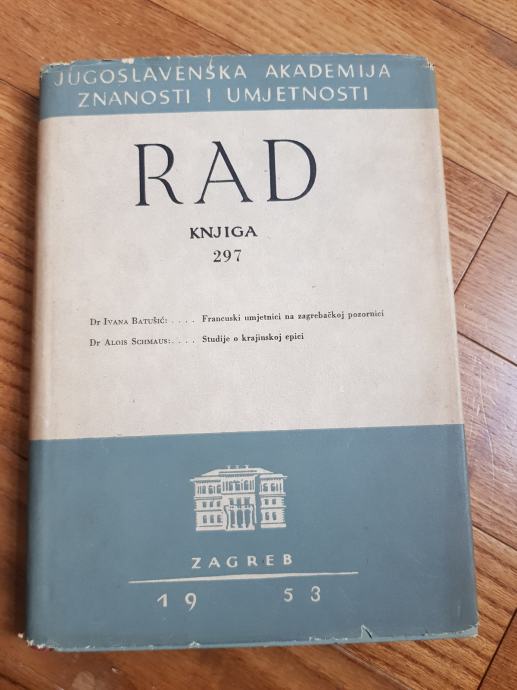 JUGOSLAVENSKA AKADEMIJA
ZNANOSTI I UMJETNOSTI
RAD
KNJIGA
297
Dr Ivana Batušić: . . . . Francuski umjetnici na zagrebačkoj pozornici
Dr Alois Schmaus: . . . . Studije o krajinskoj epici
ZAGREB
19 53